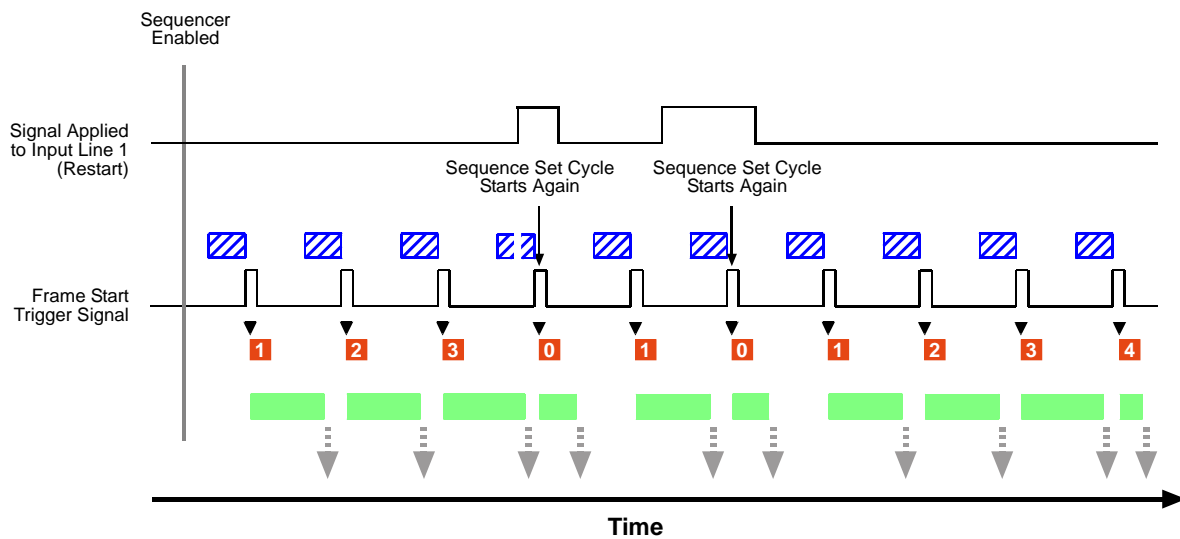 Sequencer
Enabled
Signal Applied
to Input Line 1
(Restart)
Sequence Set Cycle
Starts Again
Sequence Set Cycle
Starts Again
Frame Start
Trigger Signal
1 2 3 0 1 0 1 2 3 4
Time